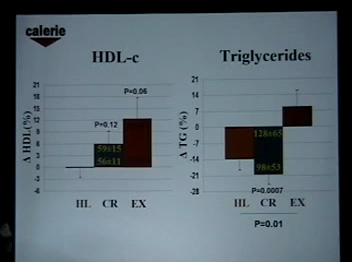 calerie
HDL-c
Triglycerides
Δ HDL(%)
21
18
15
12
9
6
3
0
-3
-6
P=0.12
P=0.06
59±15
56±11
HL CR EX
Δ TG (%)
21
14
7
0
-7
-14
-21
-28
128±65
98±53
P=0.0007
HL CR EX
P=0.01